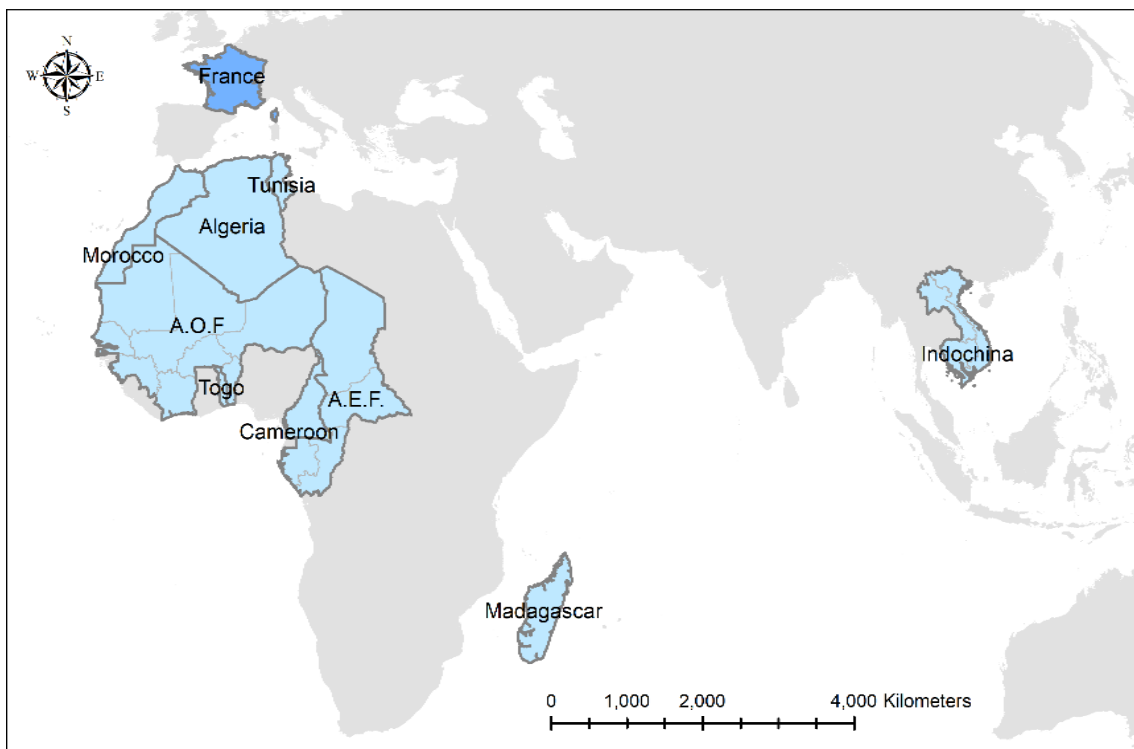 N
W E
S
France
Tunisia
Algeria
Morocco
A.O.F
Togo
A.E.F.
Cameroon
Indochina
Madagascar
0 1,000 2,000 4,000 Kilometers